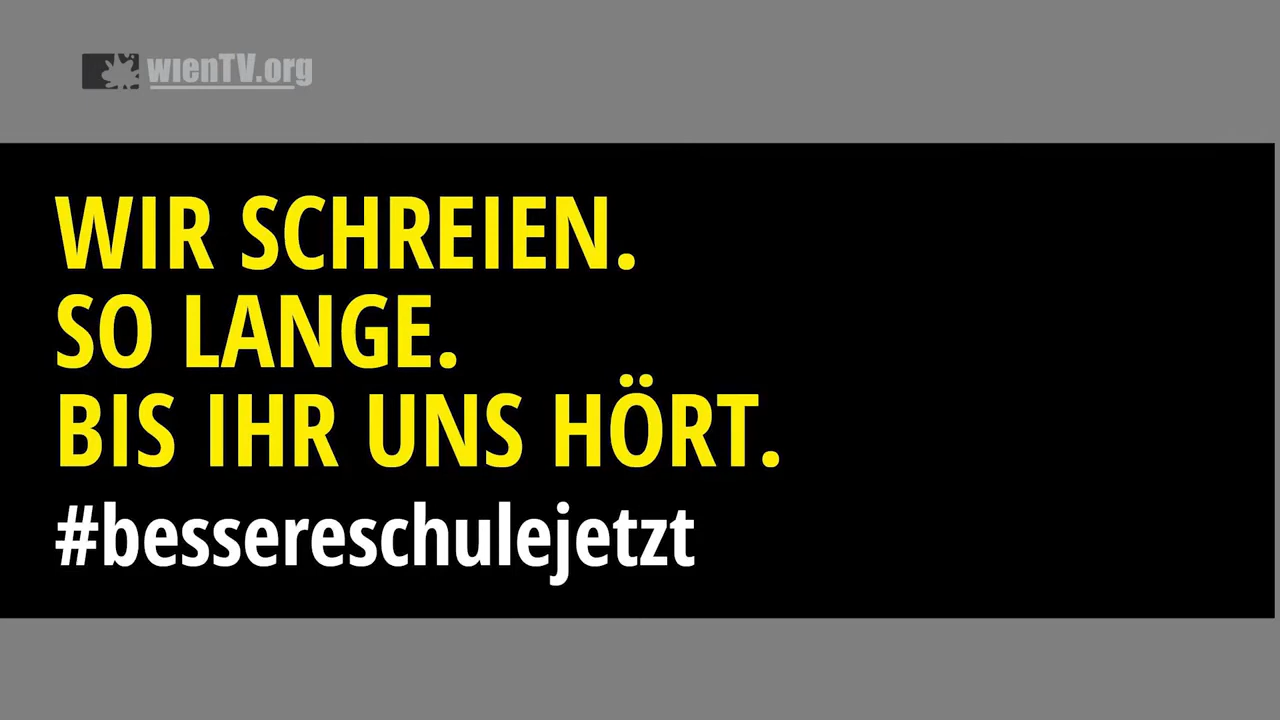 wienTV.org
WIR SCHREIEN.
SO LANGE.
BIS IHR UNS HÖRT.
#bessereschulejetzt